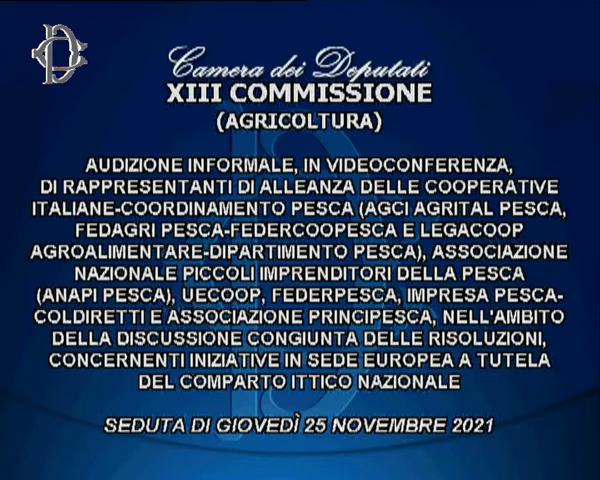 Camera dei Deputati
XIII COMMISSIONE
(AGRICOLTURA)
AUDIZIONE INFORMALE, IN VIDEOCONFERENZA,
DI RAPPRESENTANTI DI ALLEANZA DELLE COOPERATIVE
ITALIANE-COORDINAMENTO PESCA (AGCI AGRITAL PESCA,
FEDAGRI PESCA-FEDERCOOPESCA E LEGACOOP
AGROALIMENTARE-DIPARTIMENTO PESCA), ASSOCIAZIONE
NAZIONALE PICCOLI IMPRENDITORI DELLA PESCA
(ANAPI PESCA), UECOOP, FEDERPESCA, IMPRESA PESCA-
COLDIRETTI E ASSOCIAZIONE PRINCIPESCA, NELL'AMBITO
DELLA DISCUSSIONE CONGIUNTA DELLE RISOLUZIONI,
CONCERNENTI INIZIATIVE IN SEDE EUROPEA A TUTELA
DEL COMPARTO ITTICO NAZIONALE
SEDUTA DI GIOVEDÌ 25 NOVEMBRE 2021